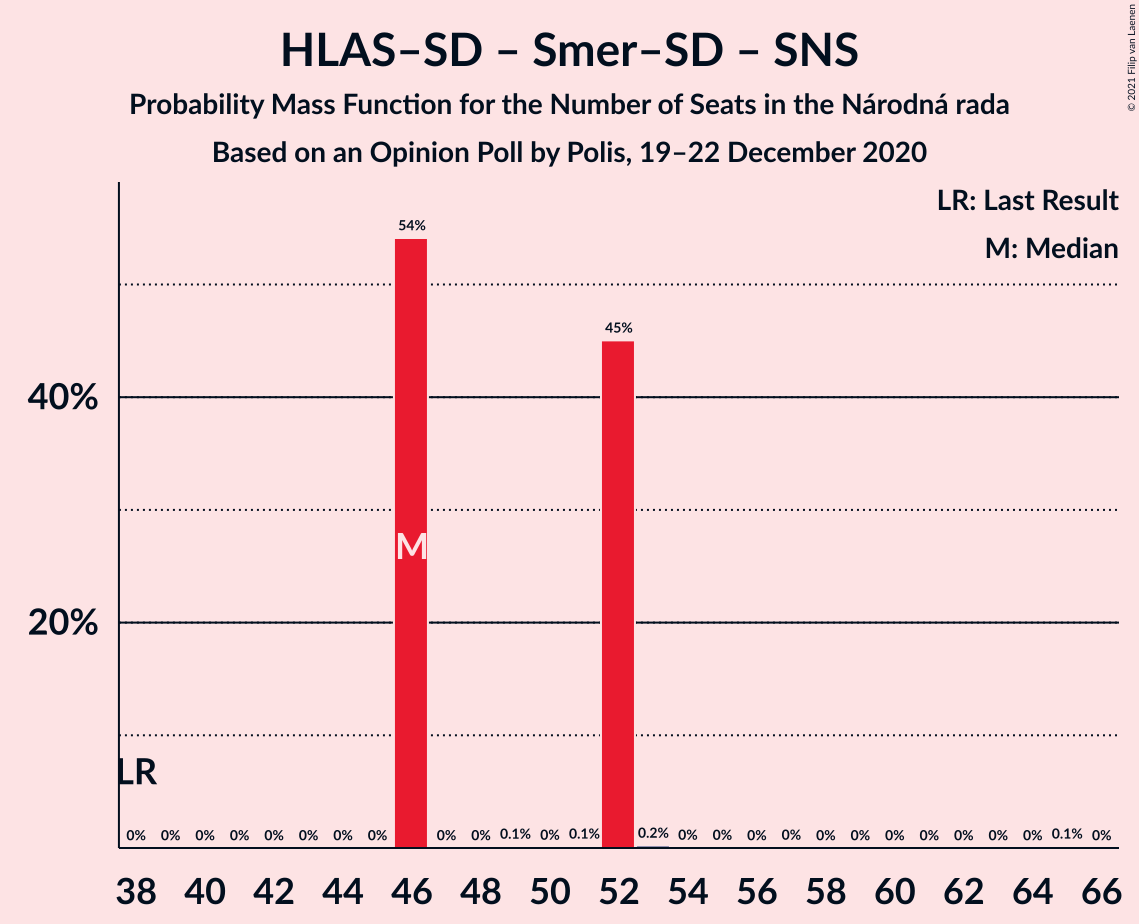 HLAS–SD – Smer–SD – SNS
Probability Mass Function for the Number of Seats in the Národná rada
Based on an Opinion Poll by Polis, 19–22 December 2020
© 2021 Filip van Laenen
LR: Last Result
M: Median
54%
45%
40%
M
20%
LR
0% 0% 0% 0% 0% 0% 0% 0% 0% 0% 0.1% 0% 0.1% 0.2% 0% 0% 0% 0% 0% 0% 0% 0% 0% 0% 0% 0.1% 0%
38 40 42 44 46 48 50 52 54 56 58 60 62 64 66